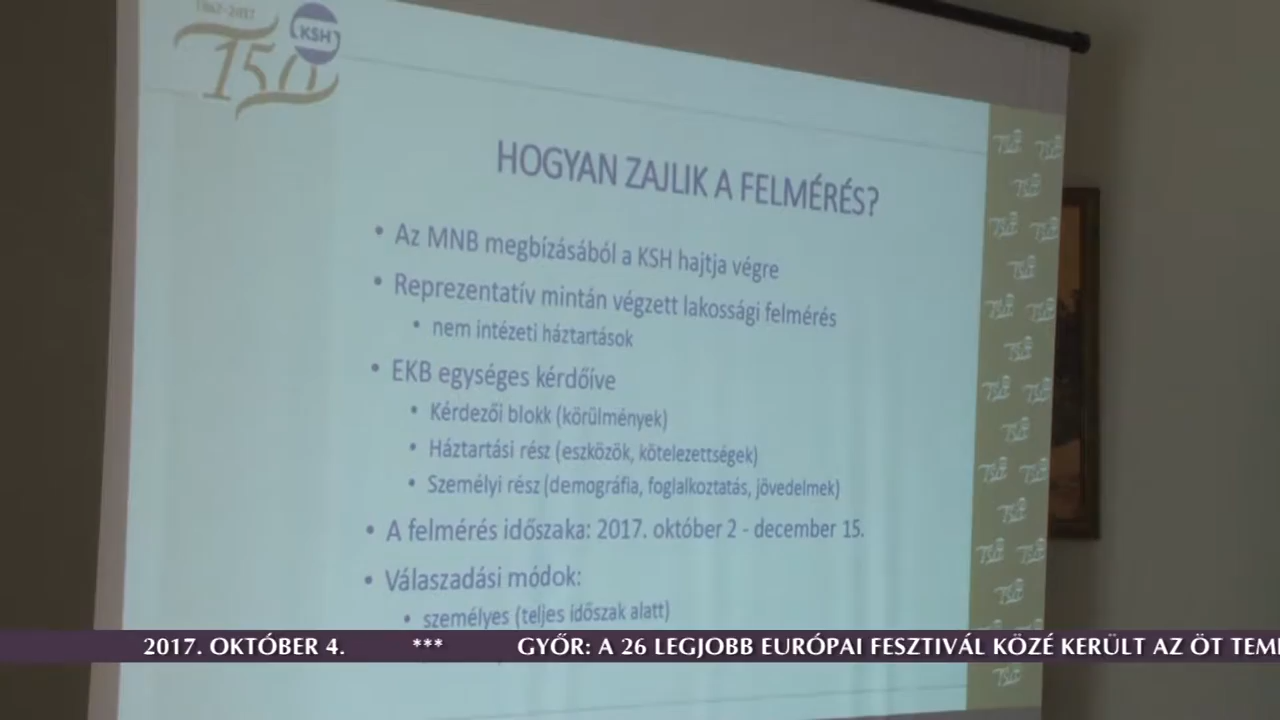 1867-2017
KSH
150
HOGYAN ZAJLIK A FELMÉRÉS?
• Az MNB megbízásából a KSH hajtja végre
• Reprezentatív mintán végzett lakossági felmérés
• nem intézeti háztartások
• EKB egységes kérdőíve
• Kérdezői blokk (körülmények)
• Háztartási rész (eszközök, kötelezettségek)
• Személyi rész (demográfia, foglalkoztatás, jövedelmek)
• A felmérés időszaka: 2017. október 2 - december 15.
• Válaszadási módok:
• személyes (teljes időszak alatt)
2017. OKTÓBER 4. *** GYŐR: A 26 LEGJOBB EURÓPAI FESZTIVÁL KÖZÉ KERÜLT AZ ÖT TEM